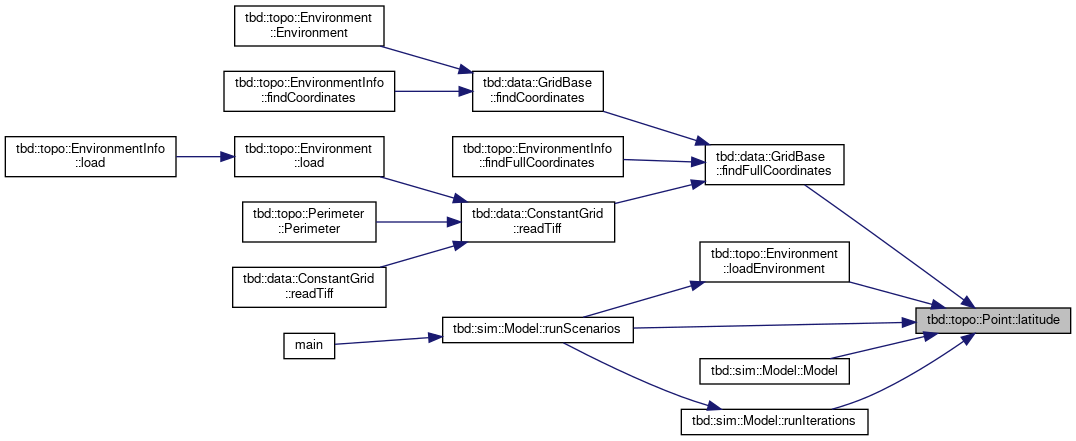 tbd::topo::Environment
::Environment
tbd::topo::EnvironmentInfo
::findCoordinates
tbd::data::GridBase
::findCoordinates
tbd::topo::EnvironmentInfo
::load
tbd::topo::Environment
::load
tbd::topo::EnvironmentInfo
::findFullCoordinates
tbd::data::GridBase
::findFullCoordinates
tbd::topo::Perimeter
::Perimeter
tbd::data::ConstantGrid
::readTiff
tbd::data::ConstantGrid
::readTiff
tbd::topo::Environment
::loadEnvironment
main
tbd::sim::Model::runScenarios
tbd::topo::Point::latitude
tbd::sim::Model::Model
tbd::sim::Model::runIterations